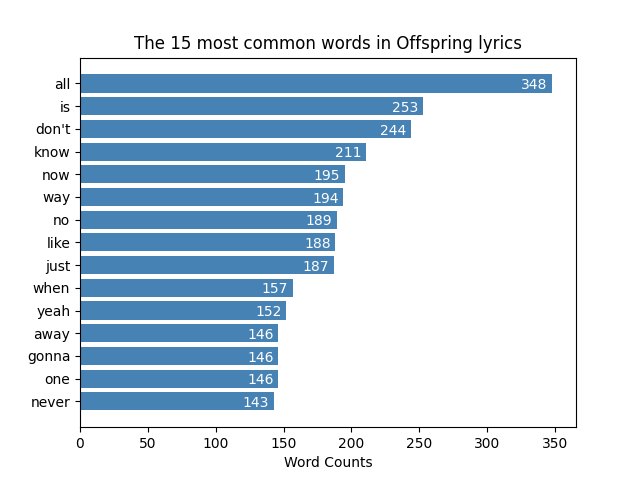 The 15 most common words in Offspring lyrics
all 348
is 253
don't 244
know 211
now 195
way 194
no 189
like 188
just 187
when 157
yeah 152
away 146
gonna 146
one 146
never 143
0 50 100 150 200 250 300 350
Word Counts